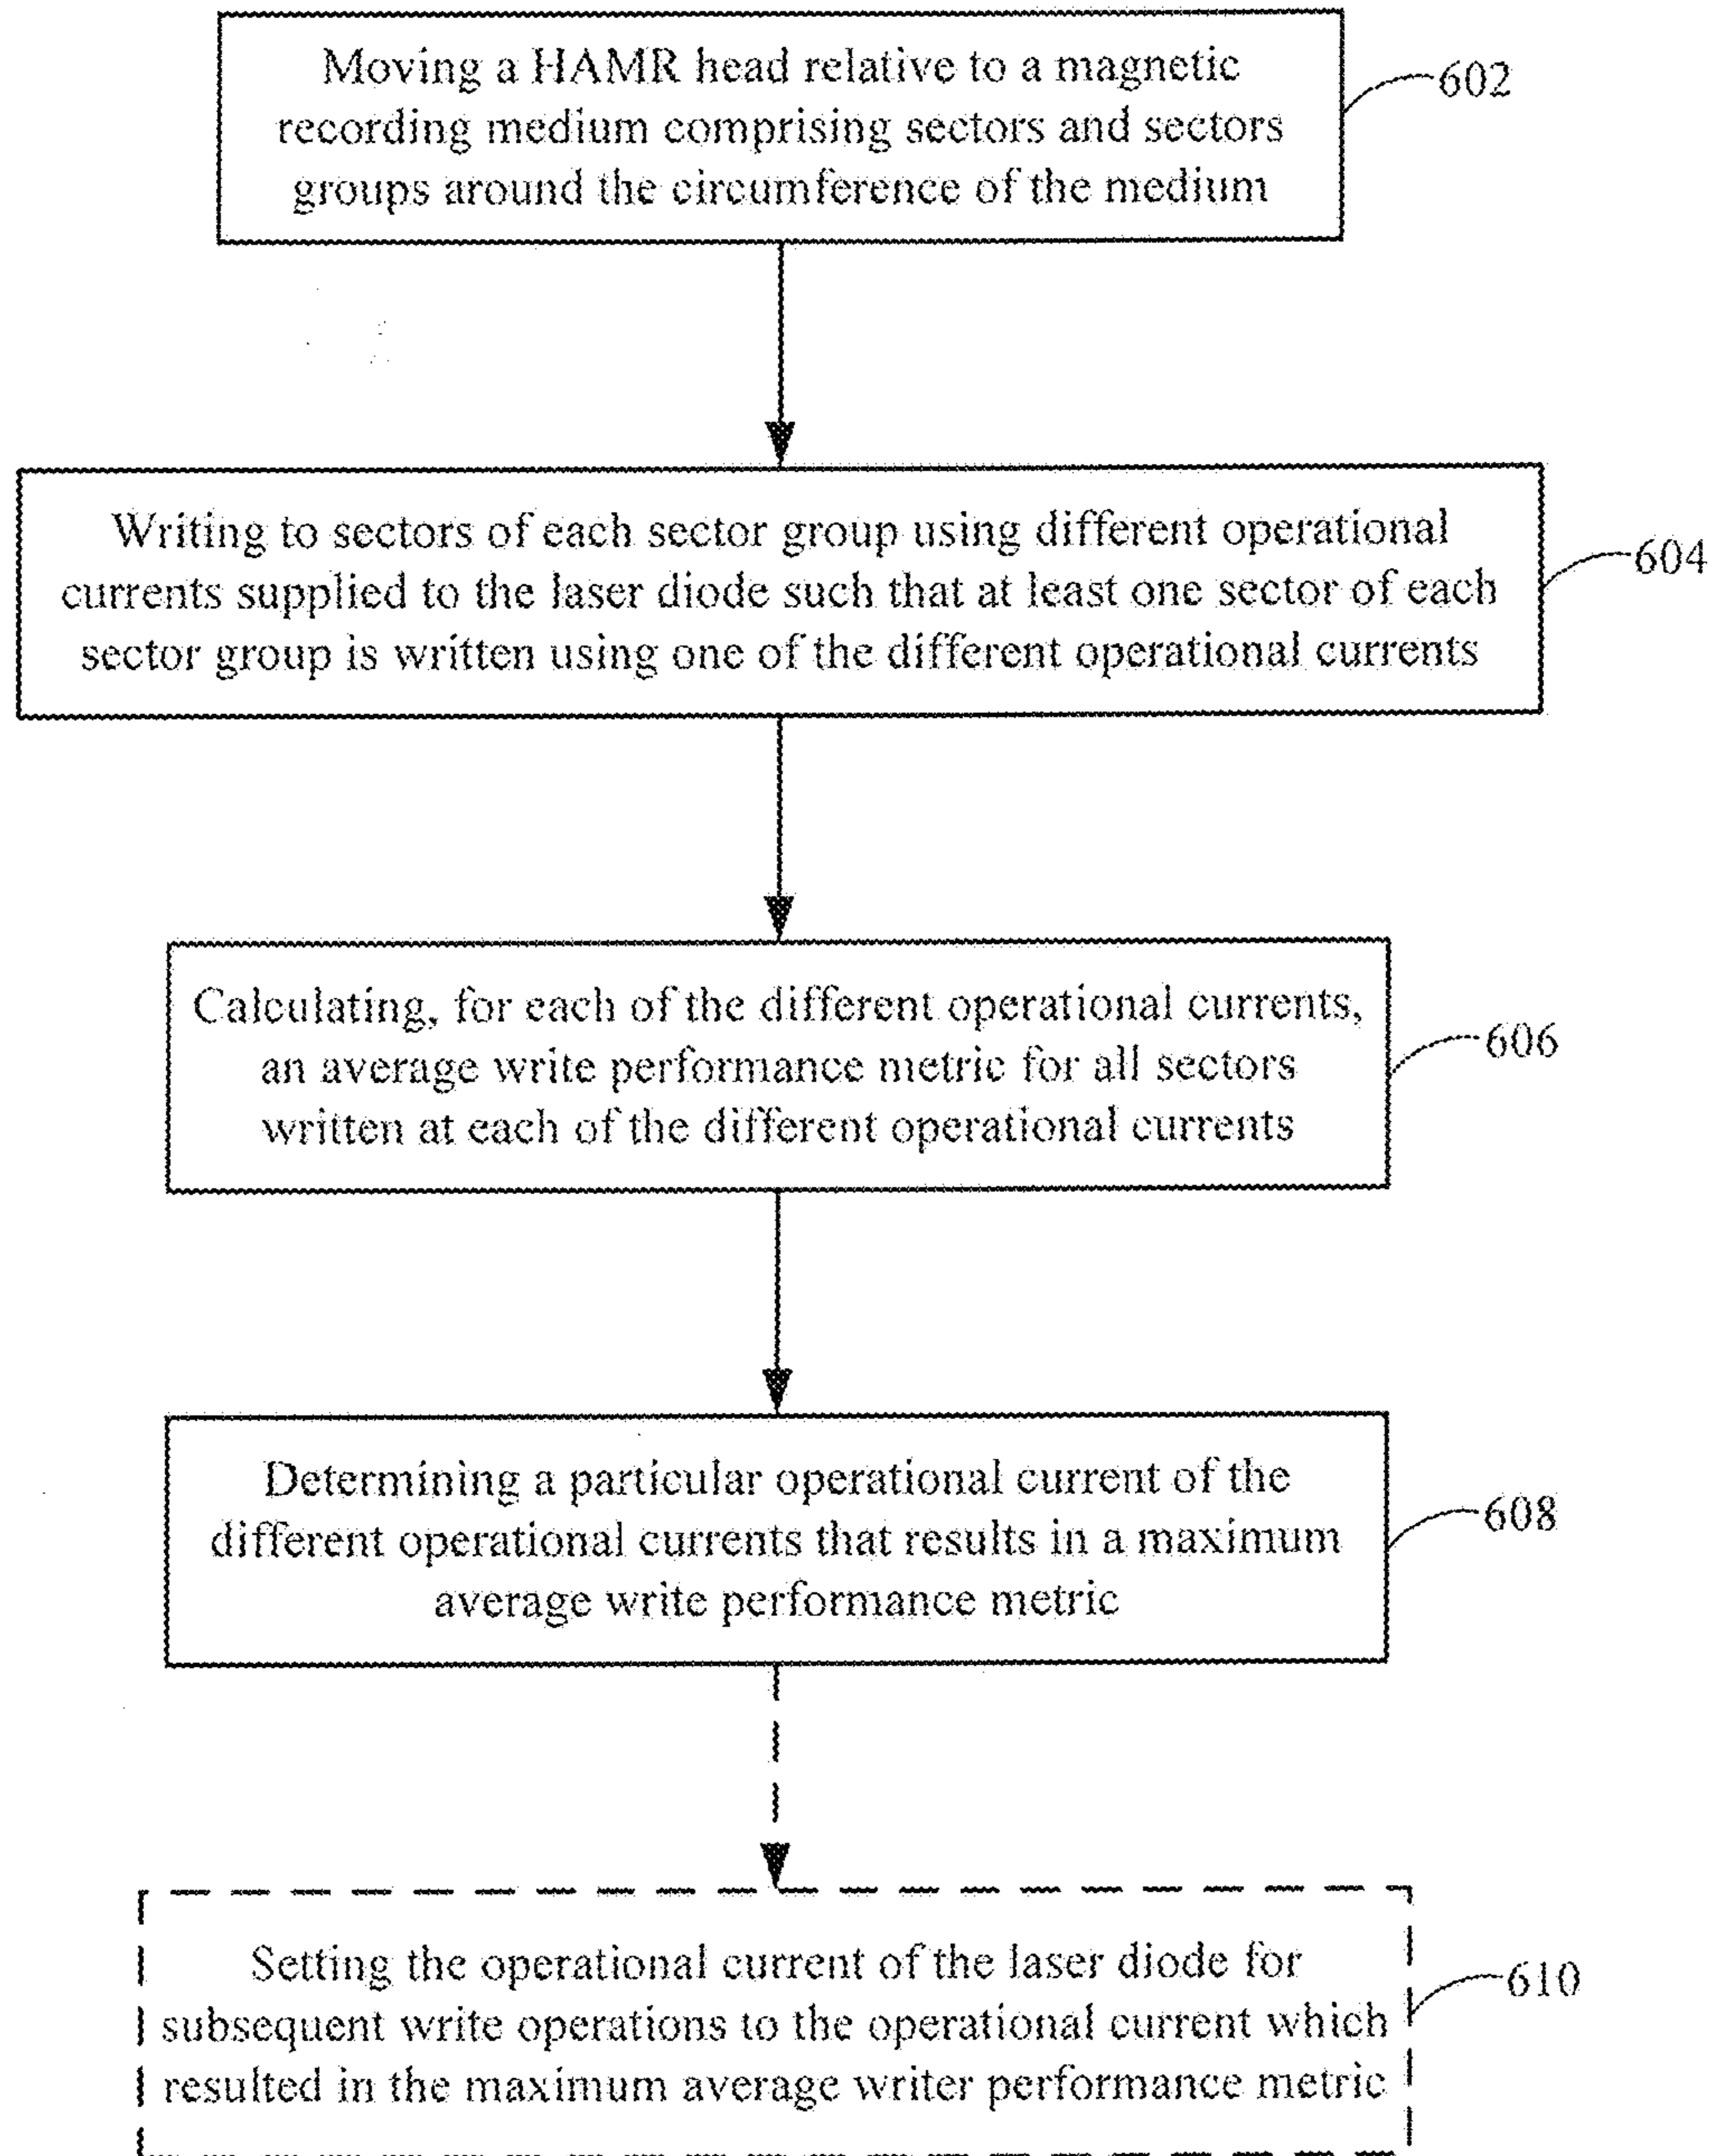 Moving a HAMR head relative to a magnetic
recording medium comprising sectors and sectors
groups around the circumference of the medium
602
Writing to sectors of each sector group using different operational
currents supplied to the laser diode such that at least one sector of each
sector group is written using one of the different operational currents
604
Calculating, for each of the different operational currents,
an average write performance metric for all sectors
written at each of the different operational currents
606
Determining a particular operational current of the
different operational currents that results in a maximum
average write performance metric
608
Setting the operational current of the laser diode for
subsequent write operations to the operational current which
resulted in the maximum average writer performance metric
610